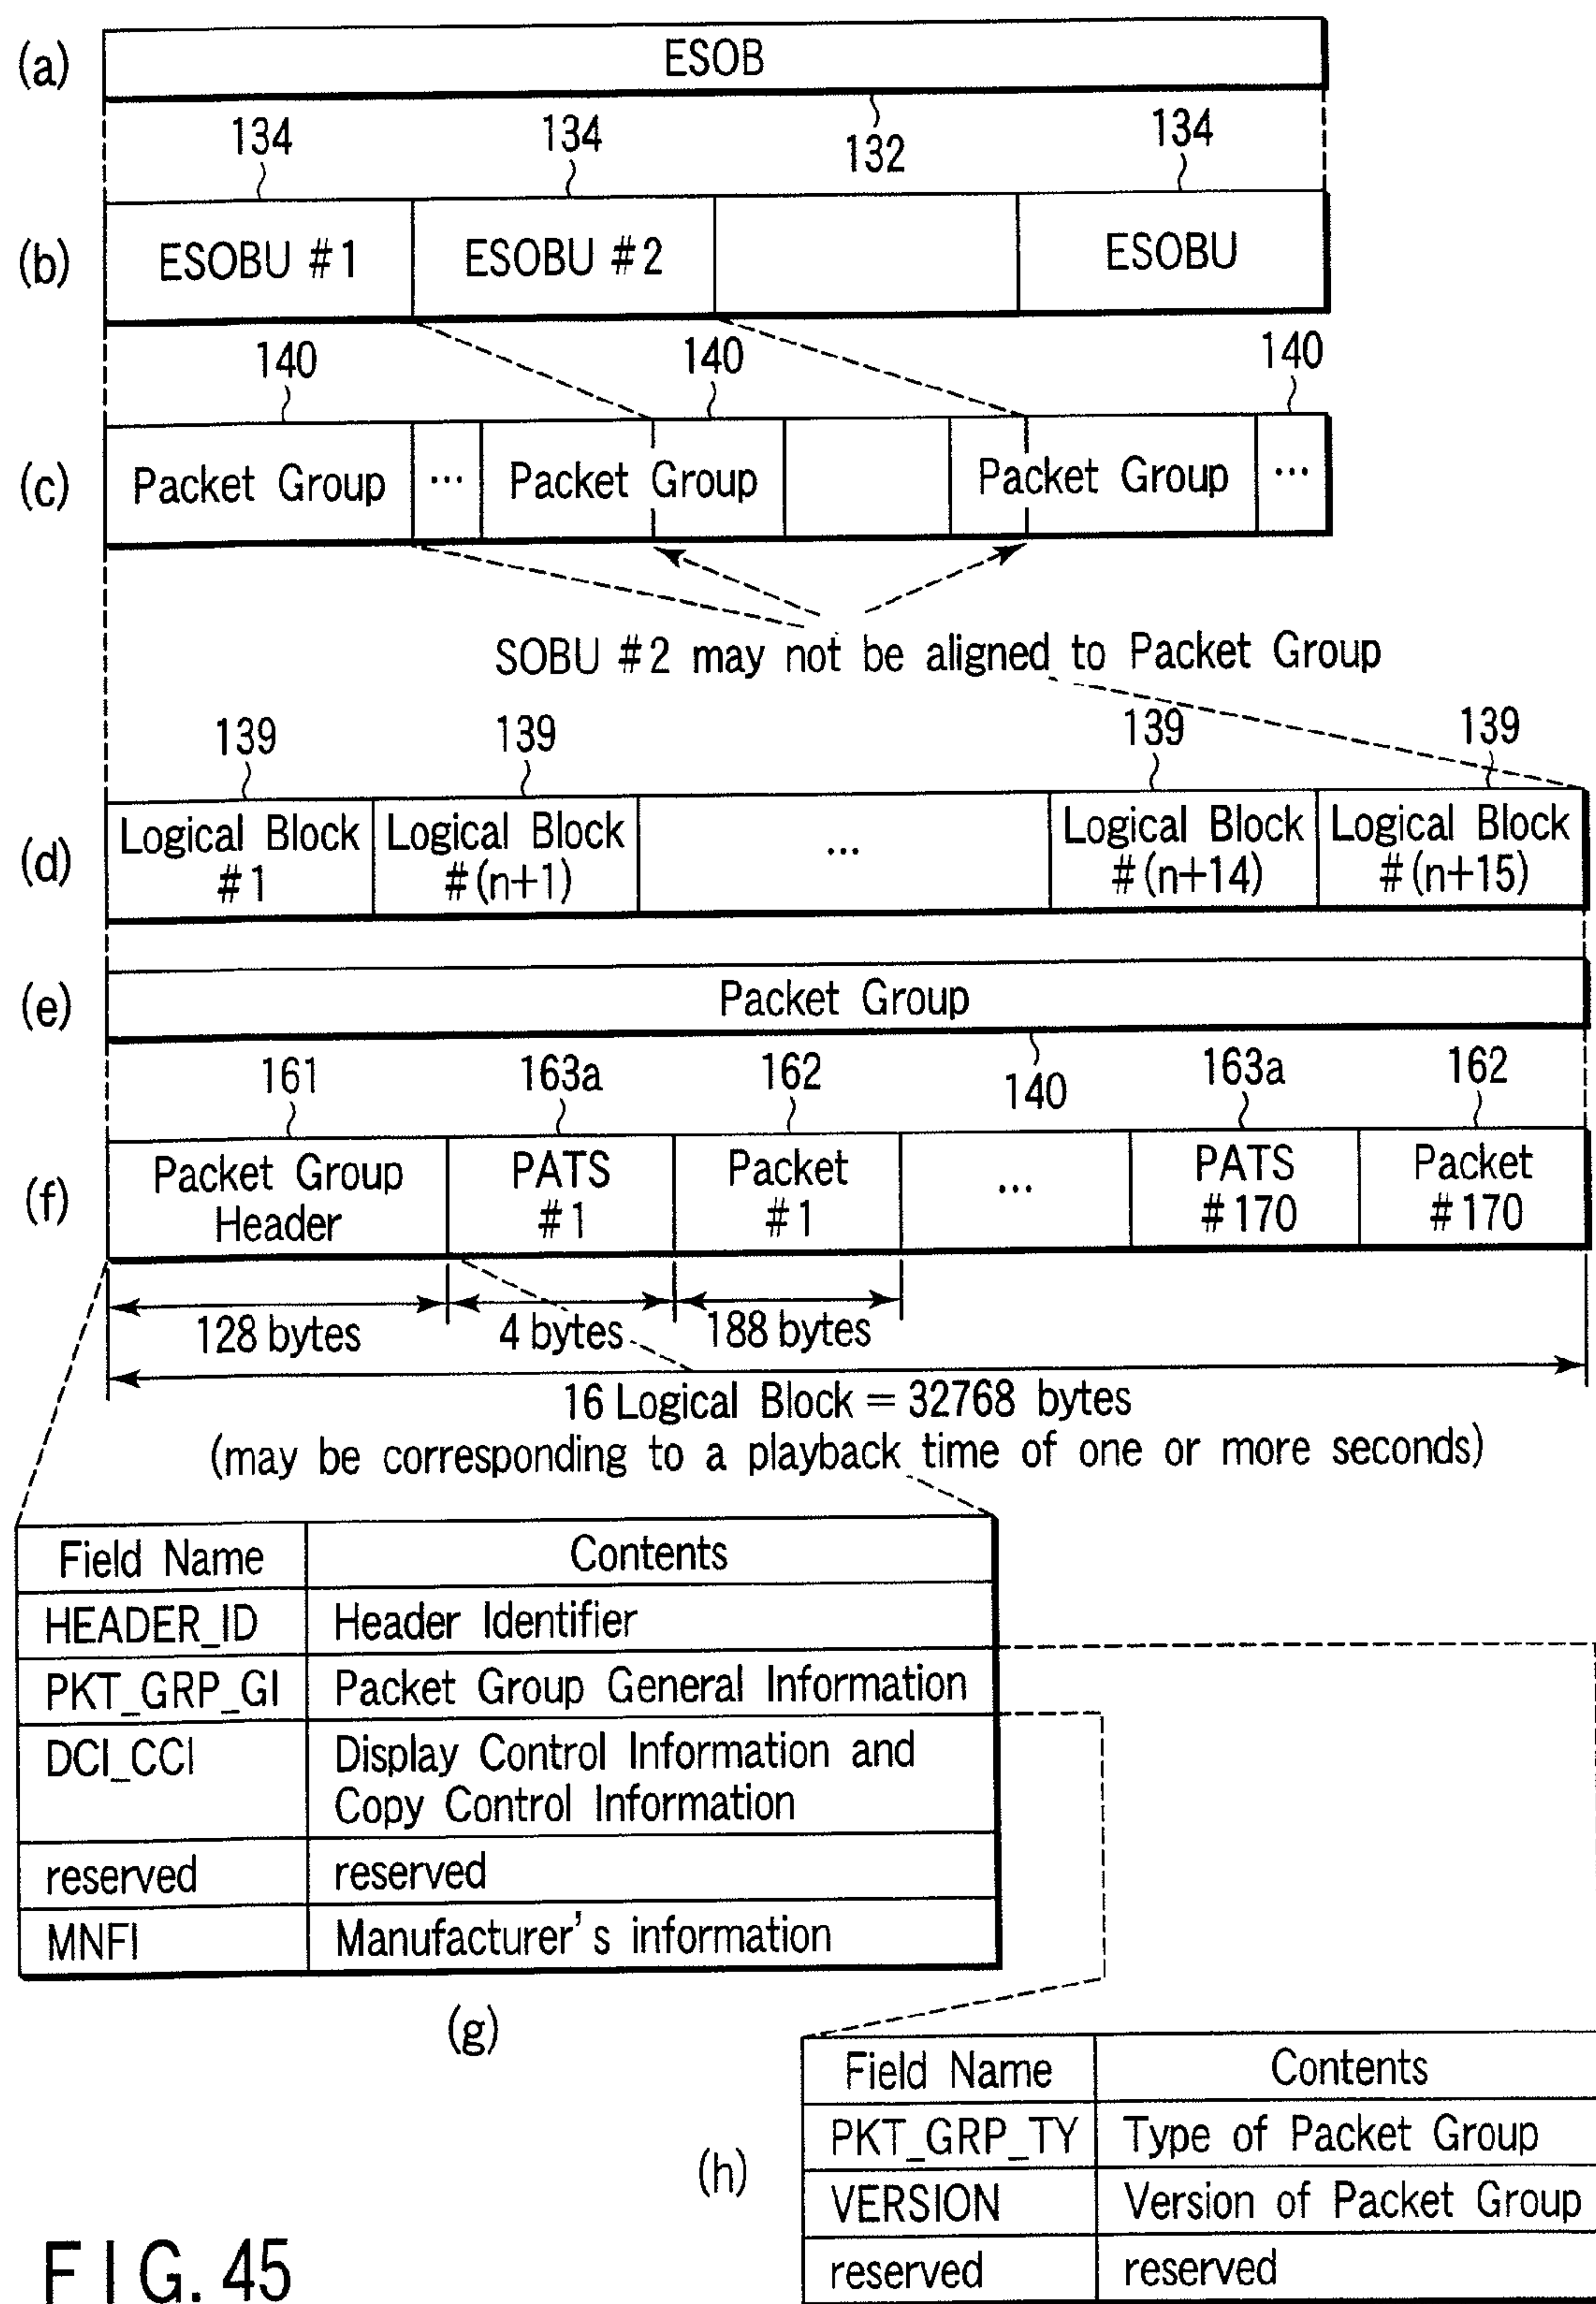 (a)
ESOB
134
134
132
134
(b)
ESOBU #1
ESOBU #2
ESOBU
140
140
140
(c)
Packet Group
...
Packet Group
Packet Group
...
SOBU #2 may not be aligned to Packet Group
139
139
139
139
(d)
Logical Block
#1
Logical Block
#(n+1)
...
Logical Block
#(n+14)
Logical Block
#(n+15)
(e)
Packet Group
161
163a
162
140
163a
162
(f)
Packet Group
Header
PATS
#1
Packet
#1
...
PATS
#170
Packet
#170
128 bytes
4 bytes
188 bytes
16 Logical Block = 32768 bytes
(may be corresponding to a playback time of one or more seconds)
Field Name
Contents
HEADER_ID
Header Identifier
PKT_GRP_GI
Packet Group General Information
DCI_CCI
Display Control Information and
Copy Control Information
reserved
reserved
MNFI
Manufacturer's information
(g)
Field Name
Contents
PKT_GRP_TY
Type of Packet Group
(h)
VERSION
Version of Packet Group
reserved
reserved
FIG. 45